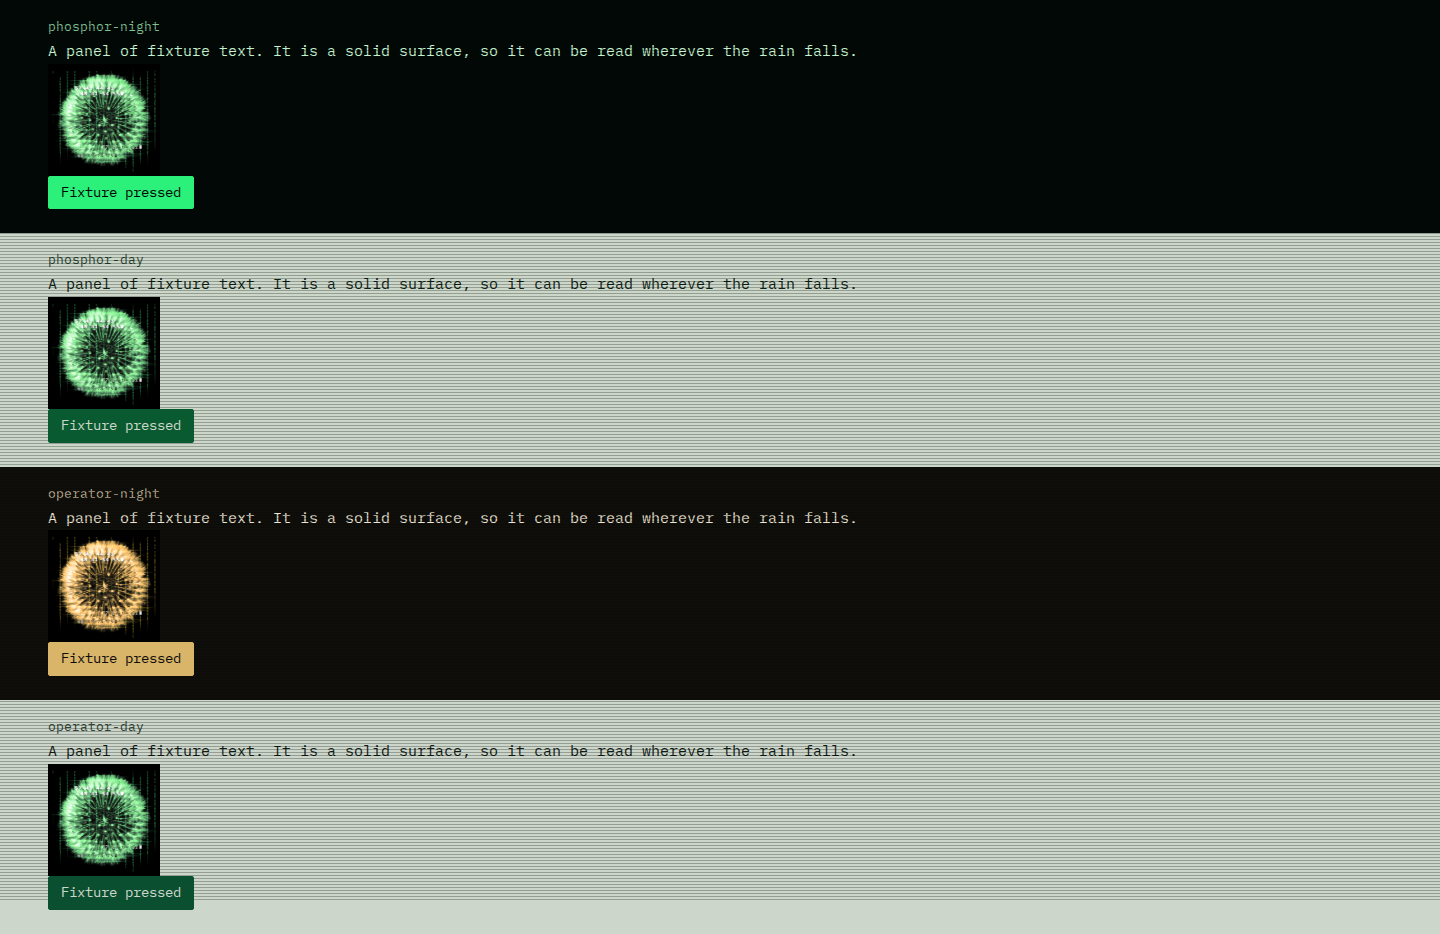 phosphor-night
A panel of fixture text. It is a solid surface, so it can be read wherever the rain falls.
Fixture pressed
phosphor-day
A panel of fixture text. It is a solid surface, so it can be read wherever the rain falls.
Fixture pressed
operator-night
A panel of fixture text. It is a solid surface, so it can be read wherever the rain falls.
Fixture pressed
operator-day
A panel of fixture text. It is a solid surface, so it can be read wherever the rain falls.
Fixture pressed